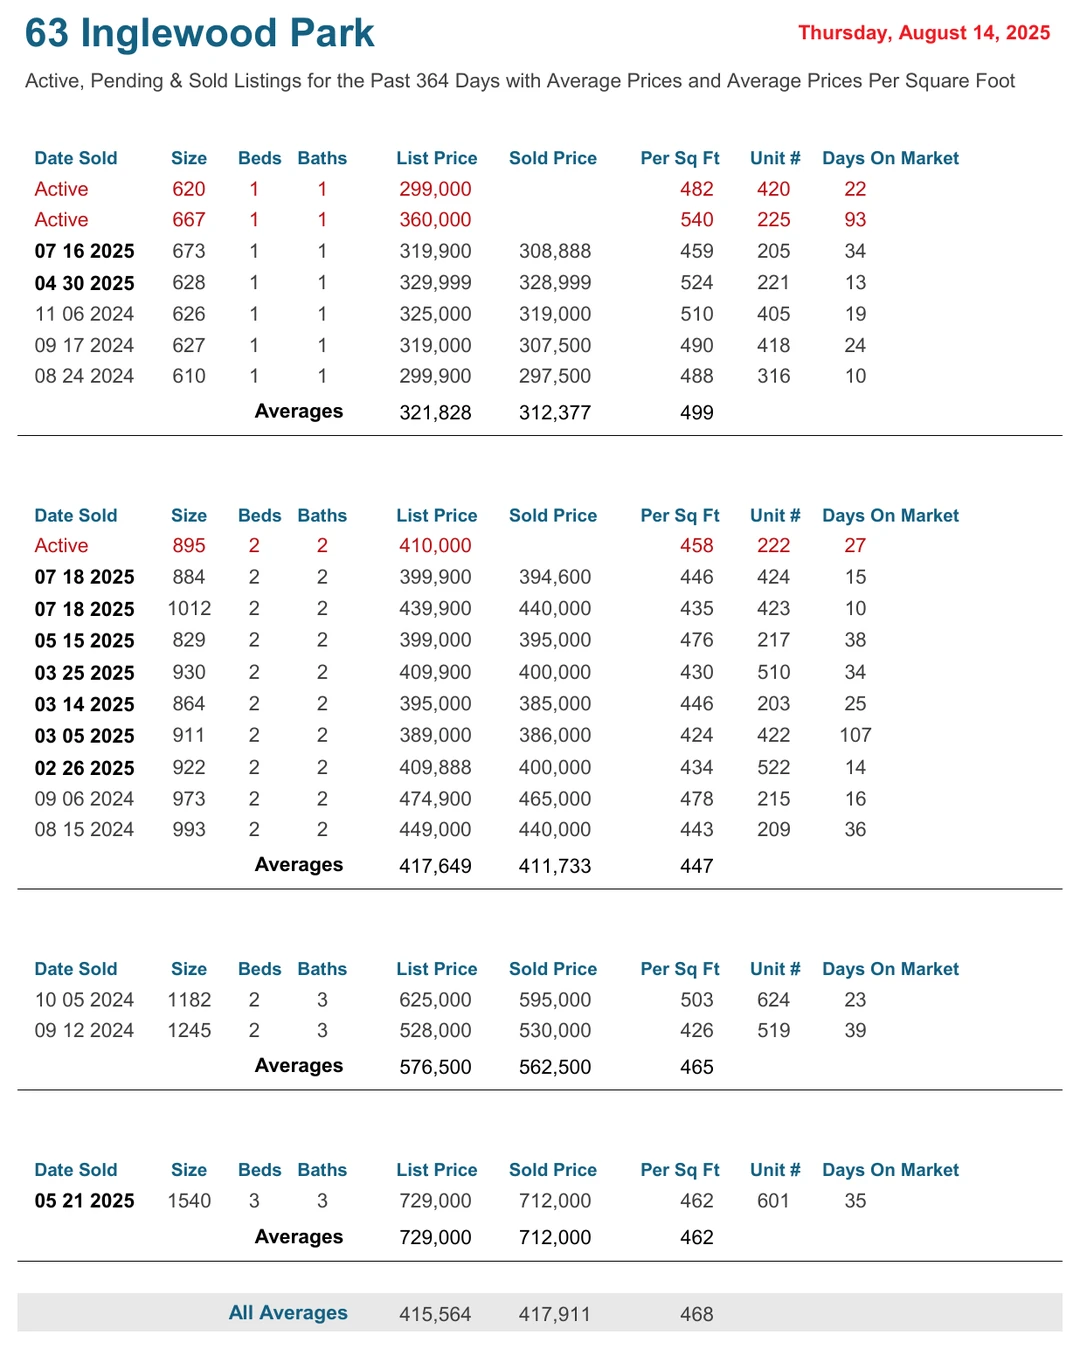 63 Inglewood Park
Thursday, August 14, 2025
Active, Pending & Sold Listings for the Past 364 Days with Average Prices and Average Prices Per Square Foot
Date Sold Size Beds Baths List Price Sold Price Per Sq Ft Unit # Days On Market
Active 620 1 1 299,000 482 420 22
Active 667 1 1 360,000 540 225 93
07 16 2025 673 1 1 319,900 308,888 459 205 34
04 30 2025 628 1 1 329,999 328,999 524 221 13
11 06 2024 626 1 1 325,000 319,000 510 405 19
09 17 2024 627 1 1 319,000 307,500 490 418 24
08 24 2024 610 1 1 299,900 297,500 488 316 10
Averages 321,828 312,377 499
Date Sold Size Beds Baths List Price Sold Price Per Sq Ft Unit # Days On Market
Active 895 2 2 410,000 458 222 27
07 18 2025 884 2 2 399,900 394,600 446 424 15
07 18 2025 1012 2 2 439,900 440,000 435 423 10
05 15 2025 829 2 2 399,000 395,000 476 217 38
03 25 2025 930 2 2 409,900 400,000 430 510 34
03 14 2025 864 2 2 395,000 385,000 446 203 25
03 05 2025 911 2 2 389,000 386,000 424 422 107
02 26 2025 922 2 2 409,888 400,000 434 522 14
09 06 2024 973 2 2 474,900 465,000 478 215 16
08 15 2024 993 2 2 449,000 440,000 443 209 36
Averages 417,649 411,733 447
Date Sold Size Beds Baths List Price Sold Price Per Sq Ft Unit # Days On Market
10 05 2024 1182 2 3 625,000 595,000 503 624 23
09 12 2024 1245 2 3 528,000 530,000 426 519 39
Averages 576,500 562,500 465
Date Sold Size Beds Baths List Price Sold Price Per Sq Ft Unit # Days On Market
05 21 2025 1540 3 3 729,000 712,000 462 601 35
Averages 729,000 712,000 462
All Averages 415,564 417,911 468